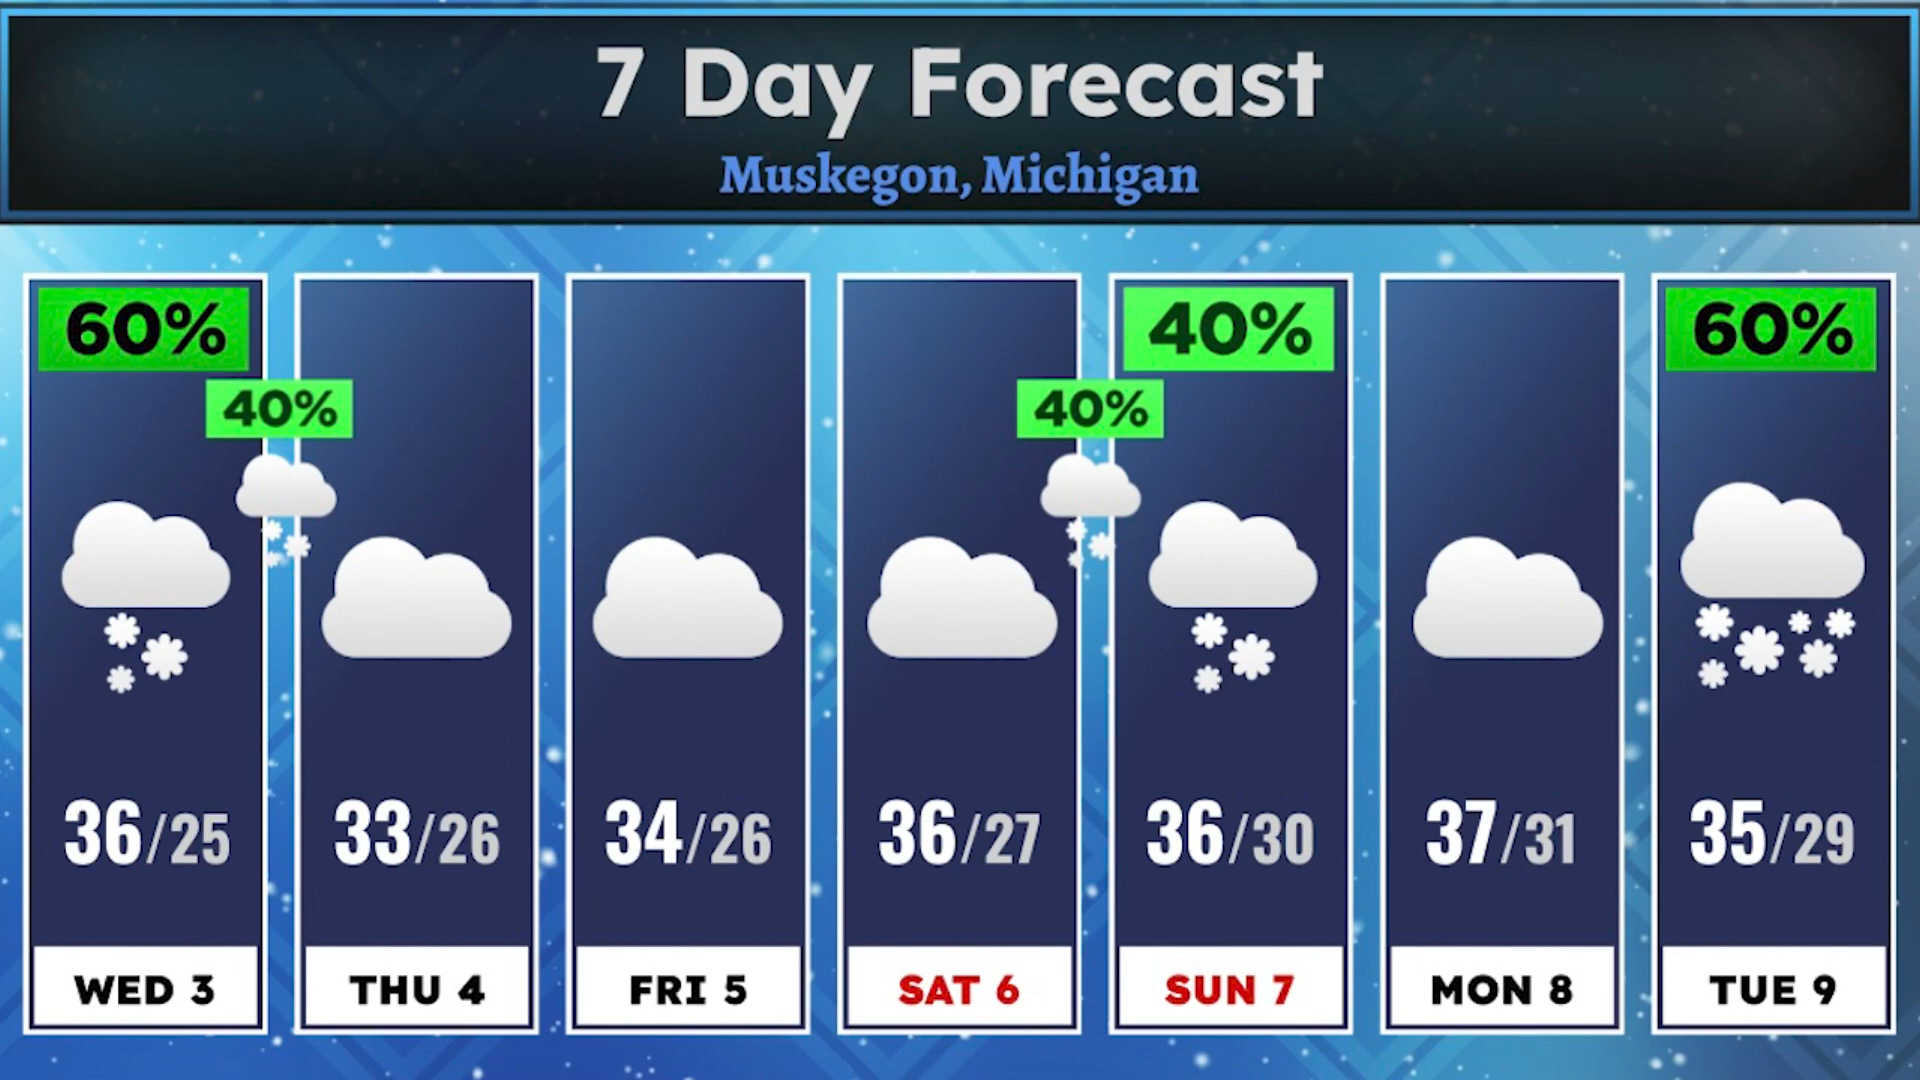 7 Day Forecast
Muskegon, Michigan
60%
40%
40%
40%
60%
36/25
33/26
34/26
36/27
36/30
37/31
35/29
WED 3
THU 4
FRI 5
SAT 6
SUN 7
MON 8
TUE 9